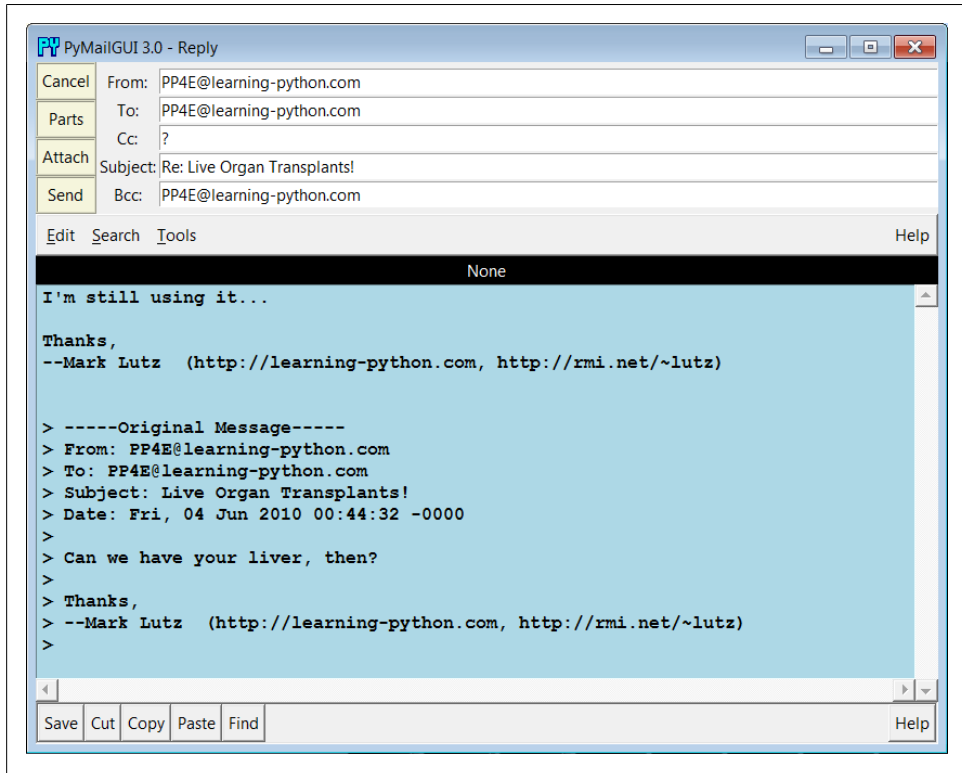 PY PyMailGUI 3.0 - Reply
Cancel From: PP4E@learning-python.com
Parts To: PP4E@learning-python.com
Cc: ?
Attach Subject: Re: Live Organ Transplants!
Send Bcc: PP4E@learning-python.com
Edit Search Tools Help
None
I'm still using it...
Thanks,
--Mark Lutz  (http://learning-python.com, http://rmi.net/~lutz)
> -----Original Message-----
> From: PP4E@learning-python.com
> To: PP4E@learning-python.com
> Subject: Live Organ Transplants!
> Date: Fri, 04 Jun 2010 00:44:32 -0000
>
> Can we have your liver, then?
>
> Thanks,
> --Mark Lutz  (http://learning-python.com, http://rmi.net/~lutz)
>
Save Cut Copy Paste Find Help